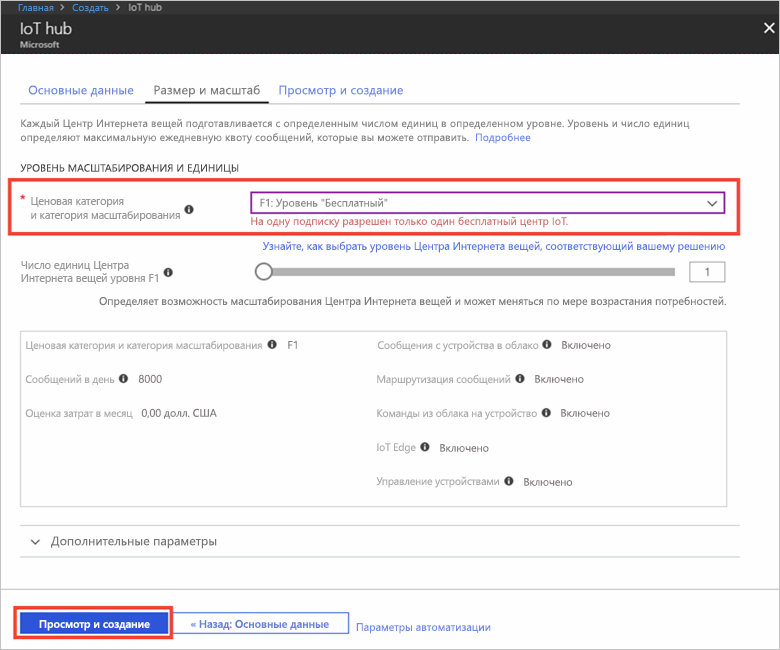 Главная > Создать > IoT hub
IoT hub
Microsoft
Основные данные Размер и масштаб Просмотр и создание
Каждый Центр Интернета вещей подготавливается с определенным числом единиц в определенном уровне. Уровень и число единиц
определяют максимальную ежедневную квоту сообщений, которые вы можете отправить. Подробнее
УРОВЕНЬ МАСШТАБИРОВАНИЯ И ЕДИНИЦЫ
* Ценовая категория
и категория масштабирования
F1: Уровень "Бесплатный"
На одну подписку разрешен только один бесплатный центр IoT.
Узнайте, как выбрать уровень Центра Интернета вещей, соответствующий вашему решению
Число единиц Центра
Интернета вещей уровня F1
1
Определяет возможность масштабирования Центра Интернета вещей и может меняться по мере возрастания потребностей.
Ценовая категория и категория масштабирования F1
Сообщений в день 8000
Оценка затрат в месяц 0,00 долл. США
Сообщения с устройства в облако Включено
Маршрутизация сообщений Включено
Команды из облака на устройство Включено
IoT Edge Включено
Управление устройствами Включено
Дополнительные параметры
Просмотр и создание « Назад: Основные данные Параметры автоматизации